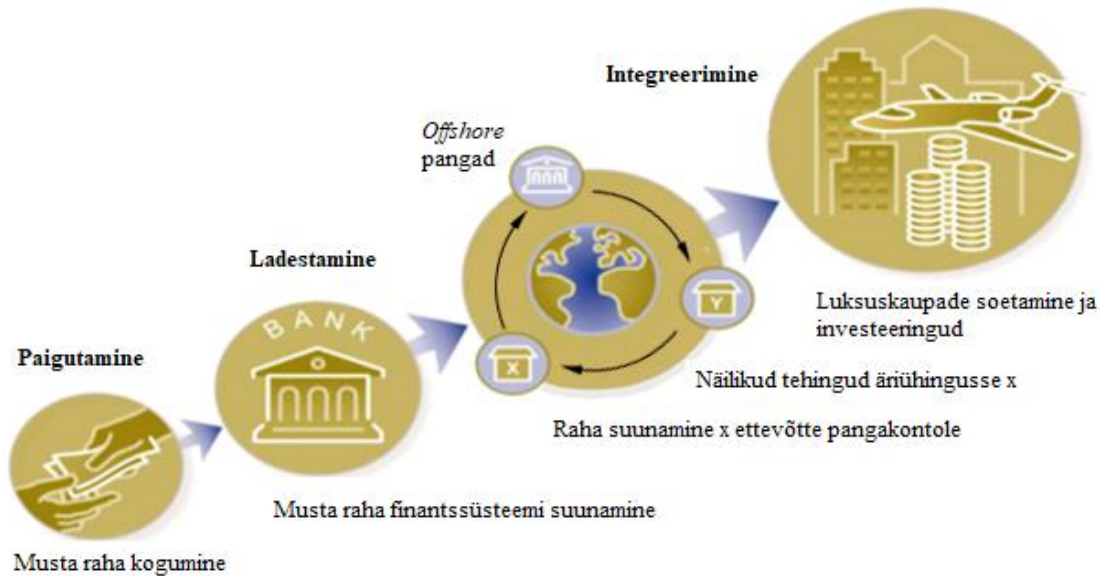 Integreerimine
Offshore
pangad
Ladestamine
BANK
Y
X
Luksuskaupade soetamine ja
investeeringud
Paigutamine
Näilikud tehingud äriühingusse x
Raha suunamine x ettevõtte pangakontole
Musta raha finantssüsteemi suunamine
Musta raha kogumine